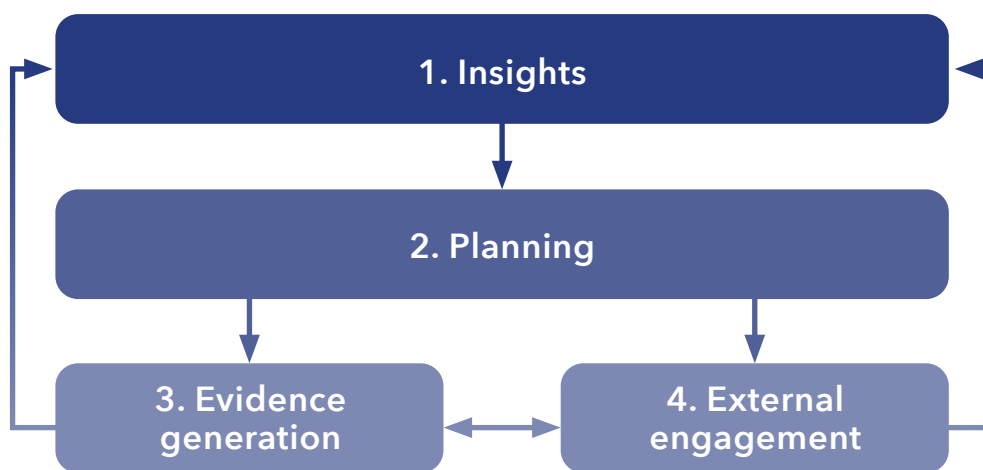 1. Insights
2. Planning
3. Evidence
generation
4. External
engagement